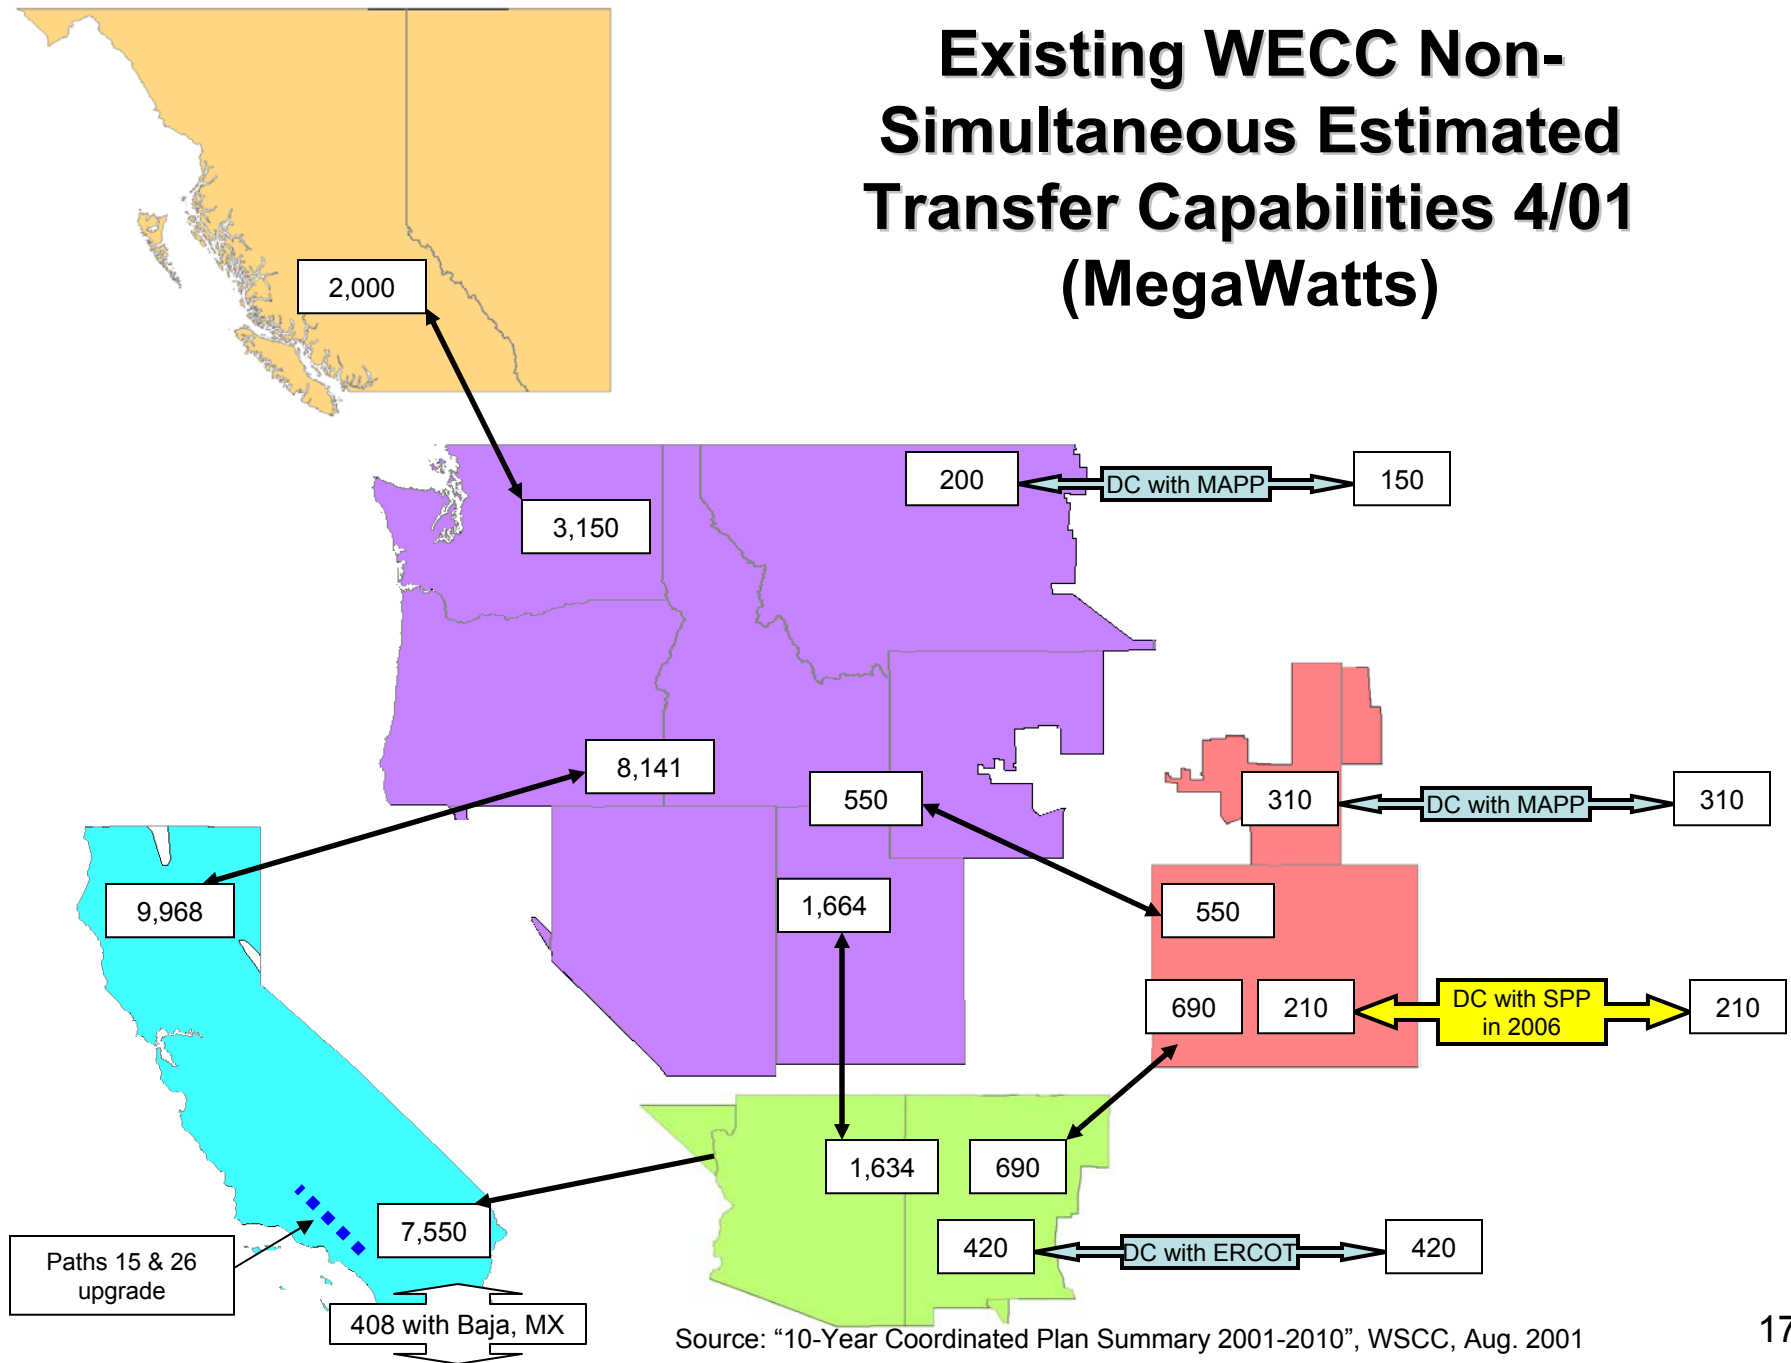 Existing WECC Non-
Simultaneous Estimated
Transfer Capabilities 4/01
(MegaWatts)
2,000
3,150
200
DC with MAPP
150
8,141
550
310
DC with MAPP
310
9,968
1,664
550
690
210
DC with SPP
in 2006
210
1,634
690
7,550
420
DC with ERCOT
420
Paths 15 & 26
upgrade
408 with Baja, MX
Source: “10-Year Coordinated Plan Summary 2001-2010”, WSCC, Aug. 2001
17